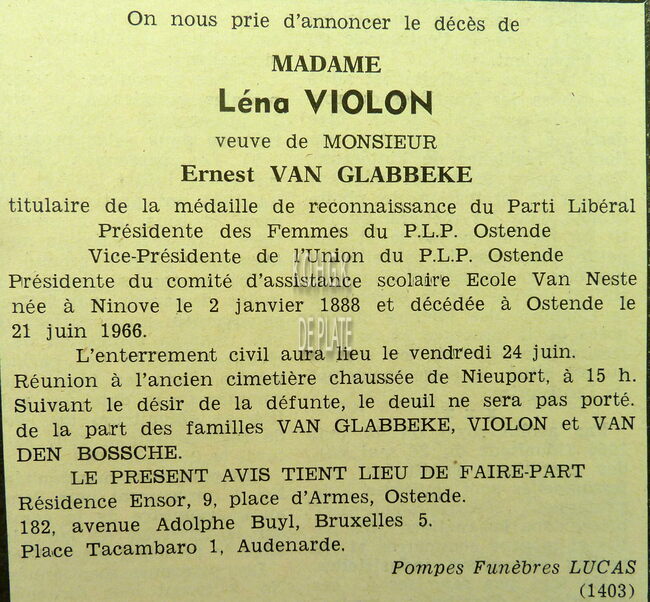 On nous prie d'annoncer le décès de
MADAME
Léna VIOLON
veuve de MONSIEUR
Ernest VAN GLABBEKE
titulaire de la médaille de reconnaissance du Parti Libéral
Présidente des Femmes du P.L.P. Ostende
Vice-Présidente de l'Union du P.L.P. Ostende
Présidente du comité d'assistance scolaire Ecole Van Neste
née à Ninove le 2 janvier 1888 et décédée à Ostende le
21 juin 1966.
L'enterrement civil aura lieu le vendredi 24 juin.
Réunion à l'ancien cimetière chaussée de Nieuport, à 15 h.
Suivant le désir de la défunte, le deuil ne sera pas porté.
de la part des familles VAN GLABBEKE, VIOLON et VAN
DEN BOSSCHE.
LE PRESENT AVIS TIENT LIEU DE FAIRE-PART
Résidence Ensor, 9, place d'Armes, Ostende.
182, avenue Adolphe Buyl, Bruxelles 5.
Place Tacambaro 1, Audenarde.
Pompes Funèbres LUCAS
(1403)
DE PLATE